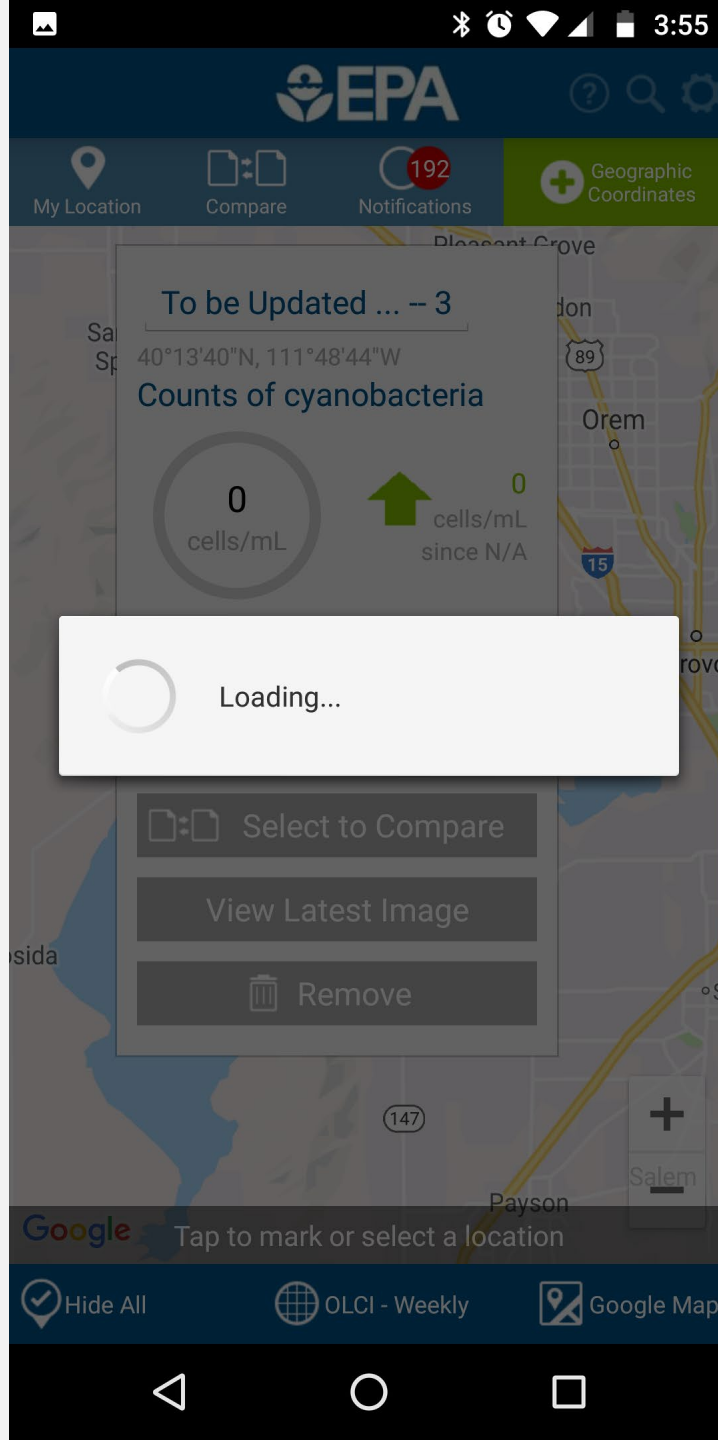 3:55
EPA
My Location
Compare
192
Notifications
Geographic
Coordinates
Pleasant Grove
To be Updated ... -- 3
40°13'40"N, 111°48'44"W
89
Counts of cyanobacteria
Orem
0
cells/mL
0
cells/mL
since N/A
15
Loading...
Select to Compare
View Latest Image
Remove
147
Salem
Payson
Google
Tap to mark or select a location
Hide All
OLCI - Weekly
Google Map